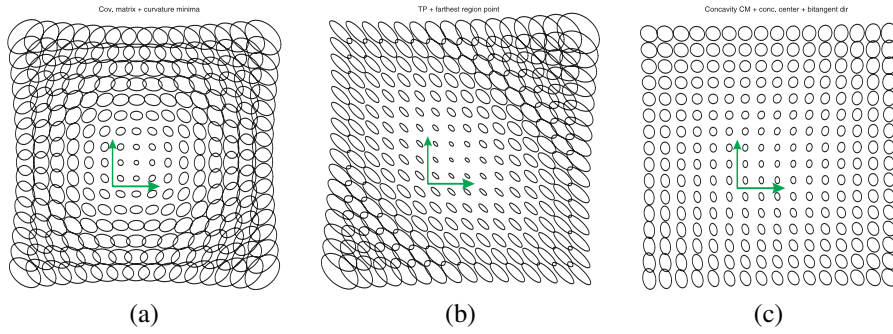 Cov. matrix + curvature minima
TP + farthest region point
Concavity CM + conc. center + bitangent dir
(a)
(b)
(c)